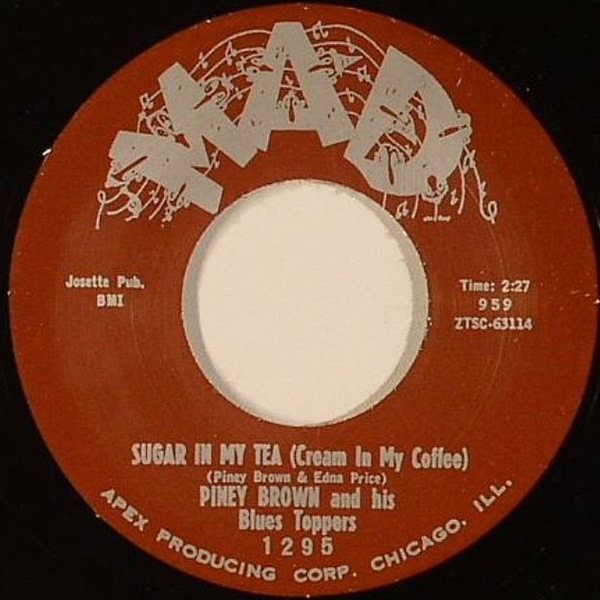 MAD
Josette Pub.
BMI
Time: 2:27
959
ZTSC-63114
SUGAR IN MY TEA (Cream In My Coffee)
(Piney Brown & Edna Price)
PINEY BROWN and his
Blues Toppers
1295
APEX PRODUCING CORP. CHICAGO, ILL.